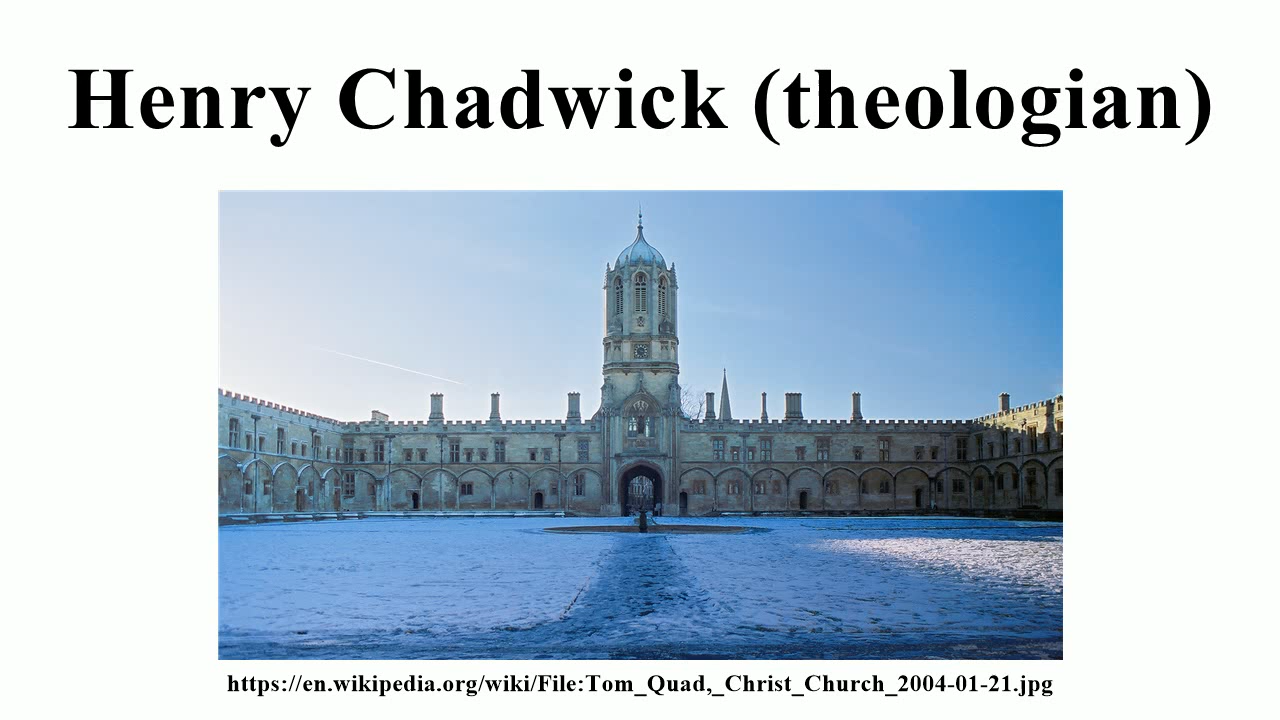 Henry Chadwick (theologian)
https://en.wikipedia.org/wiki/File:Tom_Quad,_Christ_Church_2004-01-21.jpg